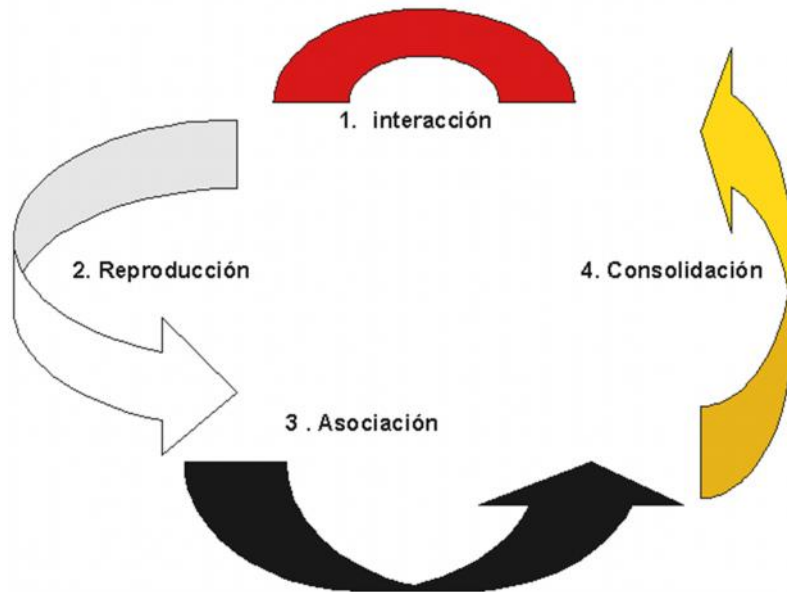 1. interacción
2. Reproducción
4. Consolidación
3 . Asociación